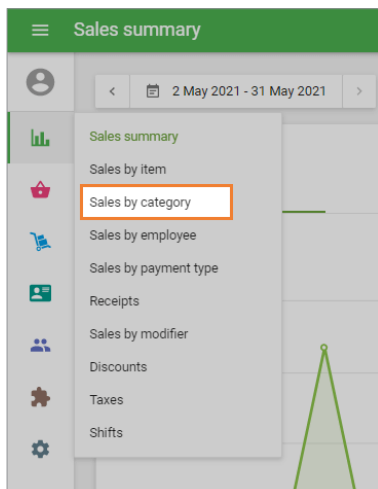 Sales summary
2 May 2021 - 31 May 2021
Sales summary
Sales by item
Sales by category
Sales by employee
Sales by payment type
Receipts
Sales by modifier
Discounts
Taxes
Shifts